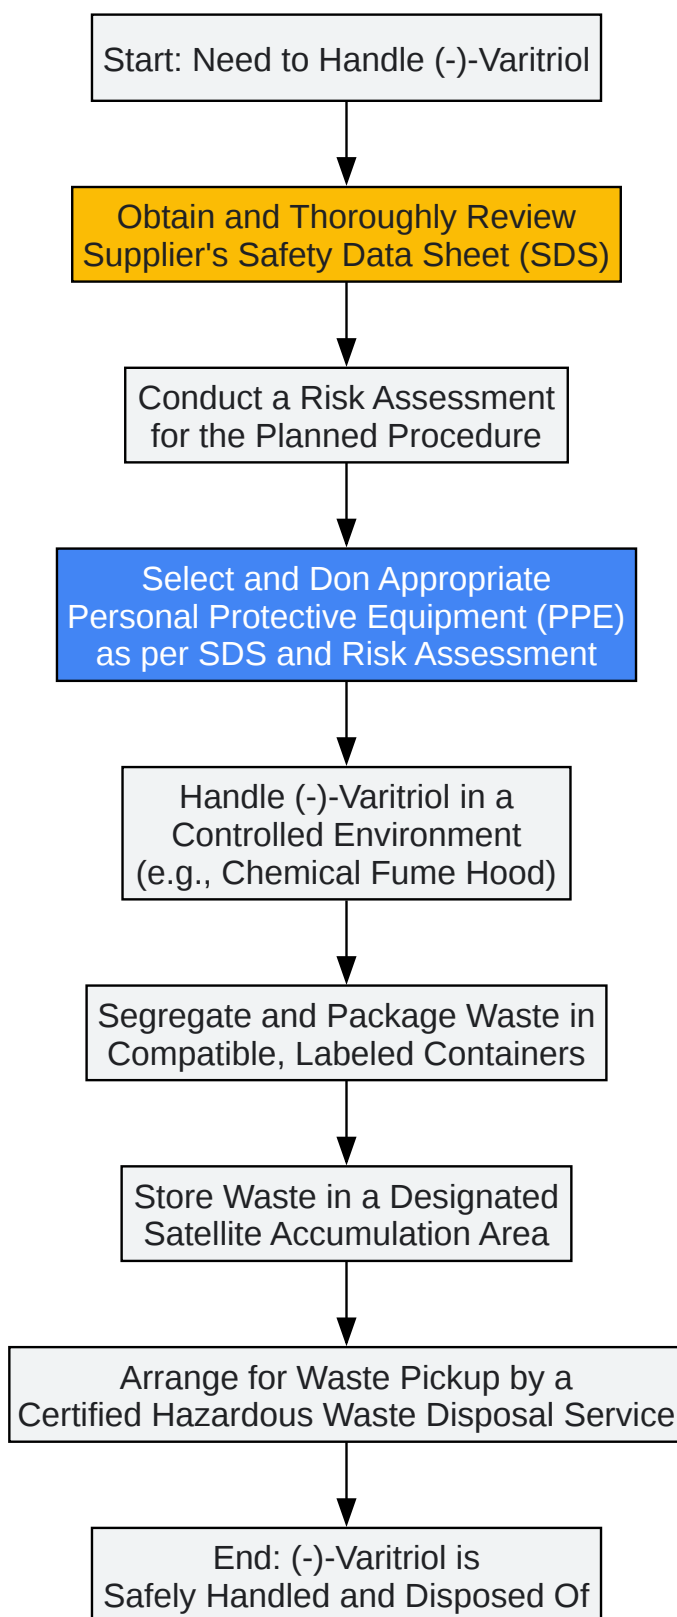 Start: Need to Handle (-)-Varitriol
Obtain and Thoroughly Review
Supplier's Safety Data Sheet (SDS)
Conduct a Risk Assessment
for the Planned Procedure
Select and Don Appropriate
Personal Protective Equipment (PPE)
as per SDS and Risk Assessment
Handle (-)-Varitriol in a
Controlled Environment
(e.g., Chemical Fume Hood)
Segregate and Package Waste in
Compatible, Labeled Containers
Store Waste in a Designated
Satellite Accumulation Area
Arrange for Waste Pickup by a
Certified Hazardous Waste Disposal Service
End: (-)-Varitriol is
Safely Handled and Disposed Of